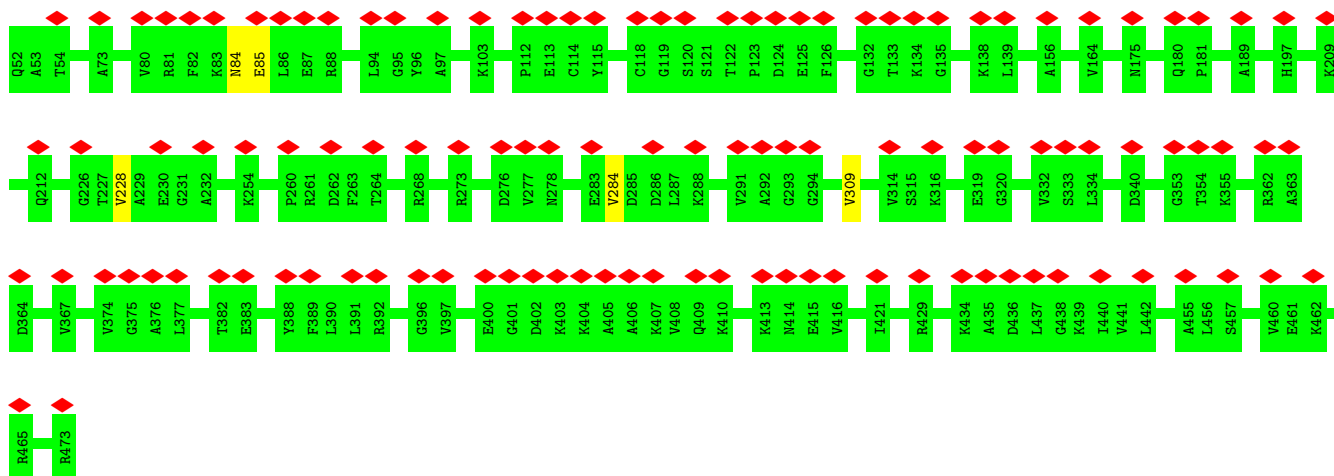 Q52 A53 T54 A73 V80 R81 F82 K83 N84 E85 L86 E87 R88 L94 G95 Y96 A97 K103 P112 E113 C114 Y115 C118 G119 S120 S121 T122 P123 D124 E125 F126 G132 T133 K134 G135 K138 L139 A156 V164 N175 Q180 P181 A189 H197 K209
Q212 G226 T227 V228 A229 E230 G231 A232 K254 P260 R261 D262 F263 T264 R268 R273 D276 V277 N278 E283 V284 D285 D286 L287 K288 V291 A292 G293 G294 V309 V314 S315 K316 E319 G320 V332 S333 L334 D340 G353 T354 K355 R362 A363
D364 V367 V374 G375 A376 L377 T382 E383 Y388 F389 L390 L391 R392 G396 V397 E400 G401 D402 K403 K404 A405 A406 K407 V408 Q409 K410 K413 N414 E415 V416 I421 R429 K434 A435 D436 L437 G438 K439 I440 V441 L442 A455 L456 S457 V460 E461 K462
R465 R473